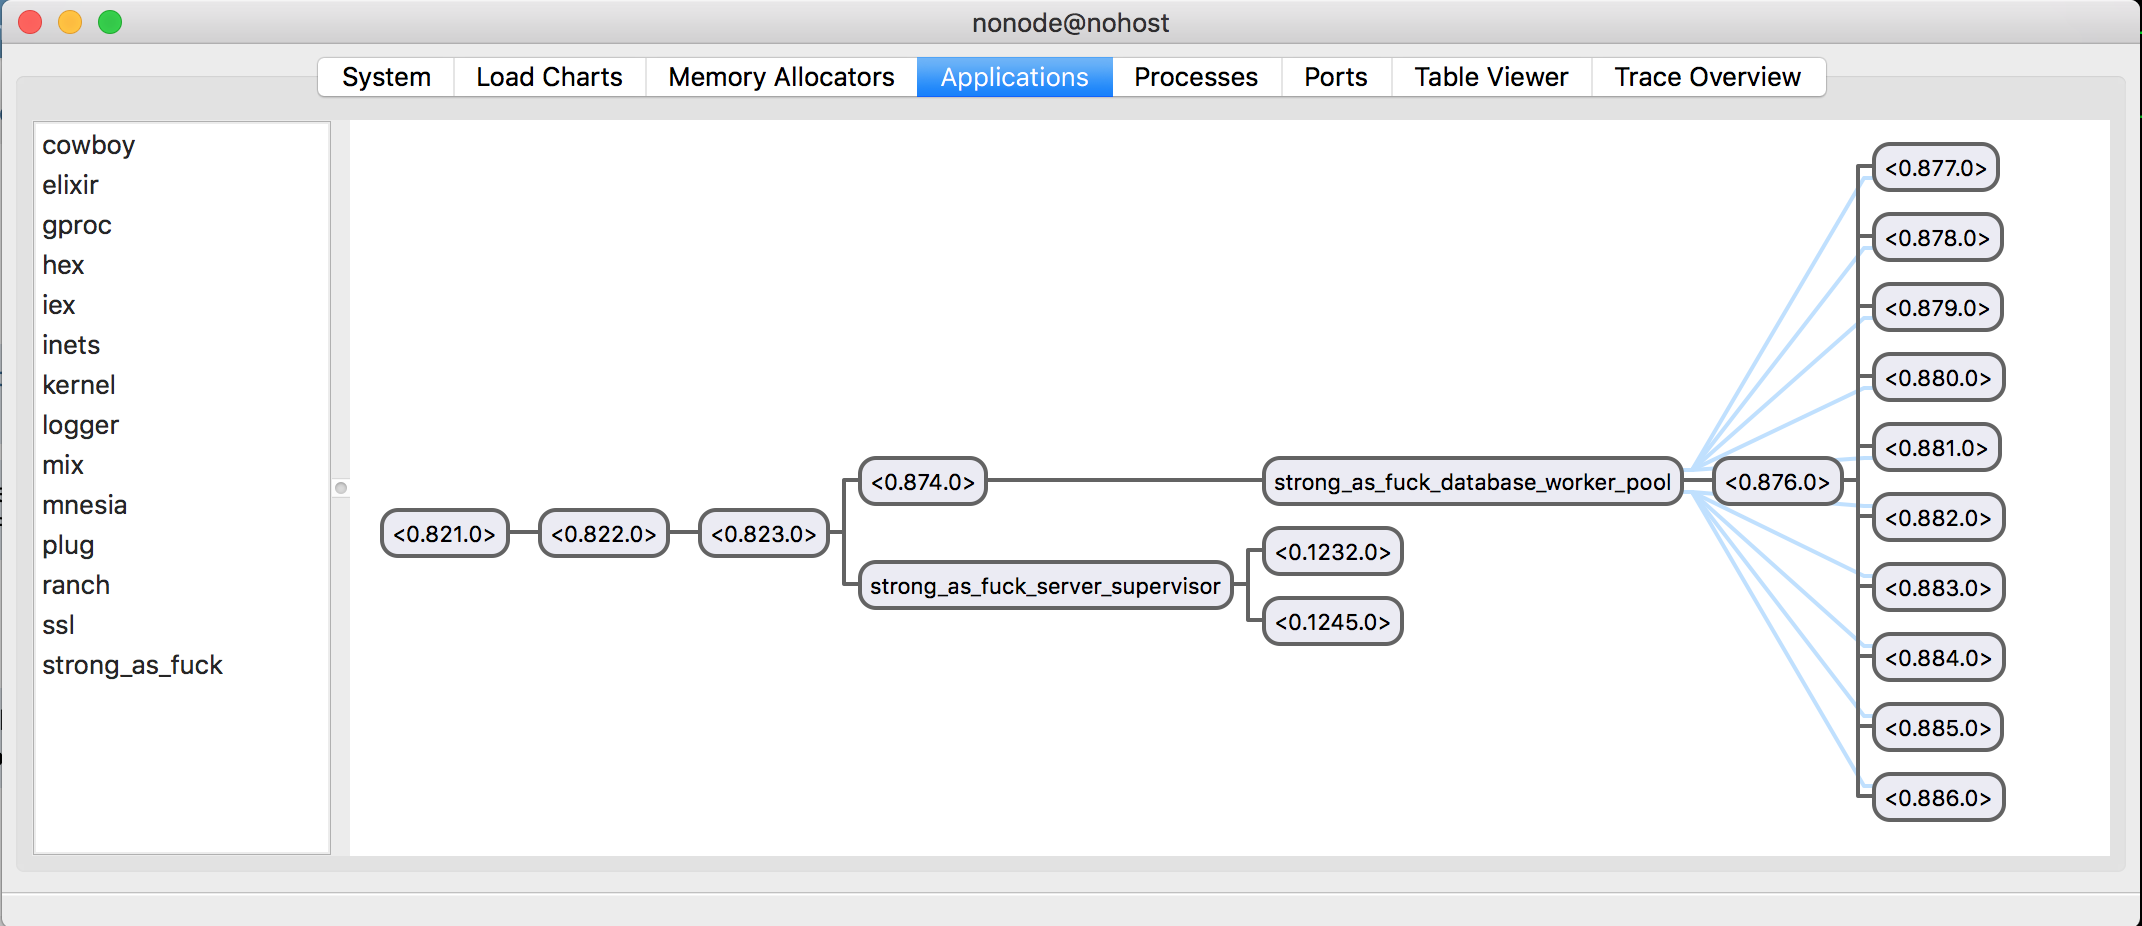 nonode@nohost
System Load Charts Memory Allocators Applications Processes Ports Table Viewer Trace Overview
cowboy
elixir
gproc
hex
iex
inets
kernel
logger
mix
mnesia
plug
ranch
ssl
strong_as_fuck
<0.821.0>
<0.822.0>
<0.823.0>
<0.874.0>
strong_as_fuck_server_supervisor
strong_as_fuck_database_worker_pool
<0.1232.0>
<0.1245.0>
<0.876.0>
<0.877.0>
<0.878.0>
<0.879.0>
<0.880.0>
<0.881.0>
<0.882.0>
<0.883.0>
<0.884.0>
<0.885.0>
<0.886.0>